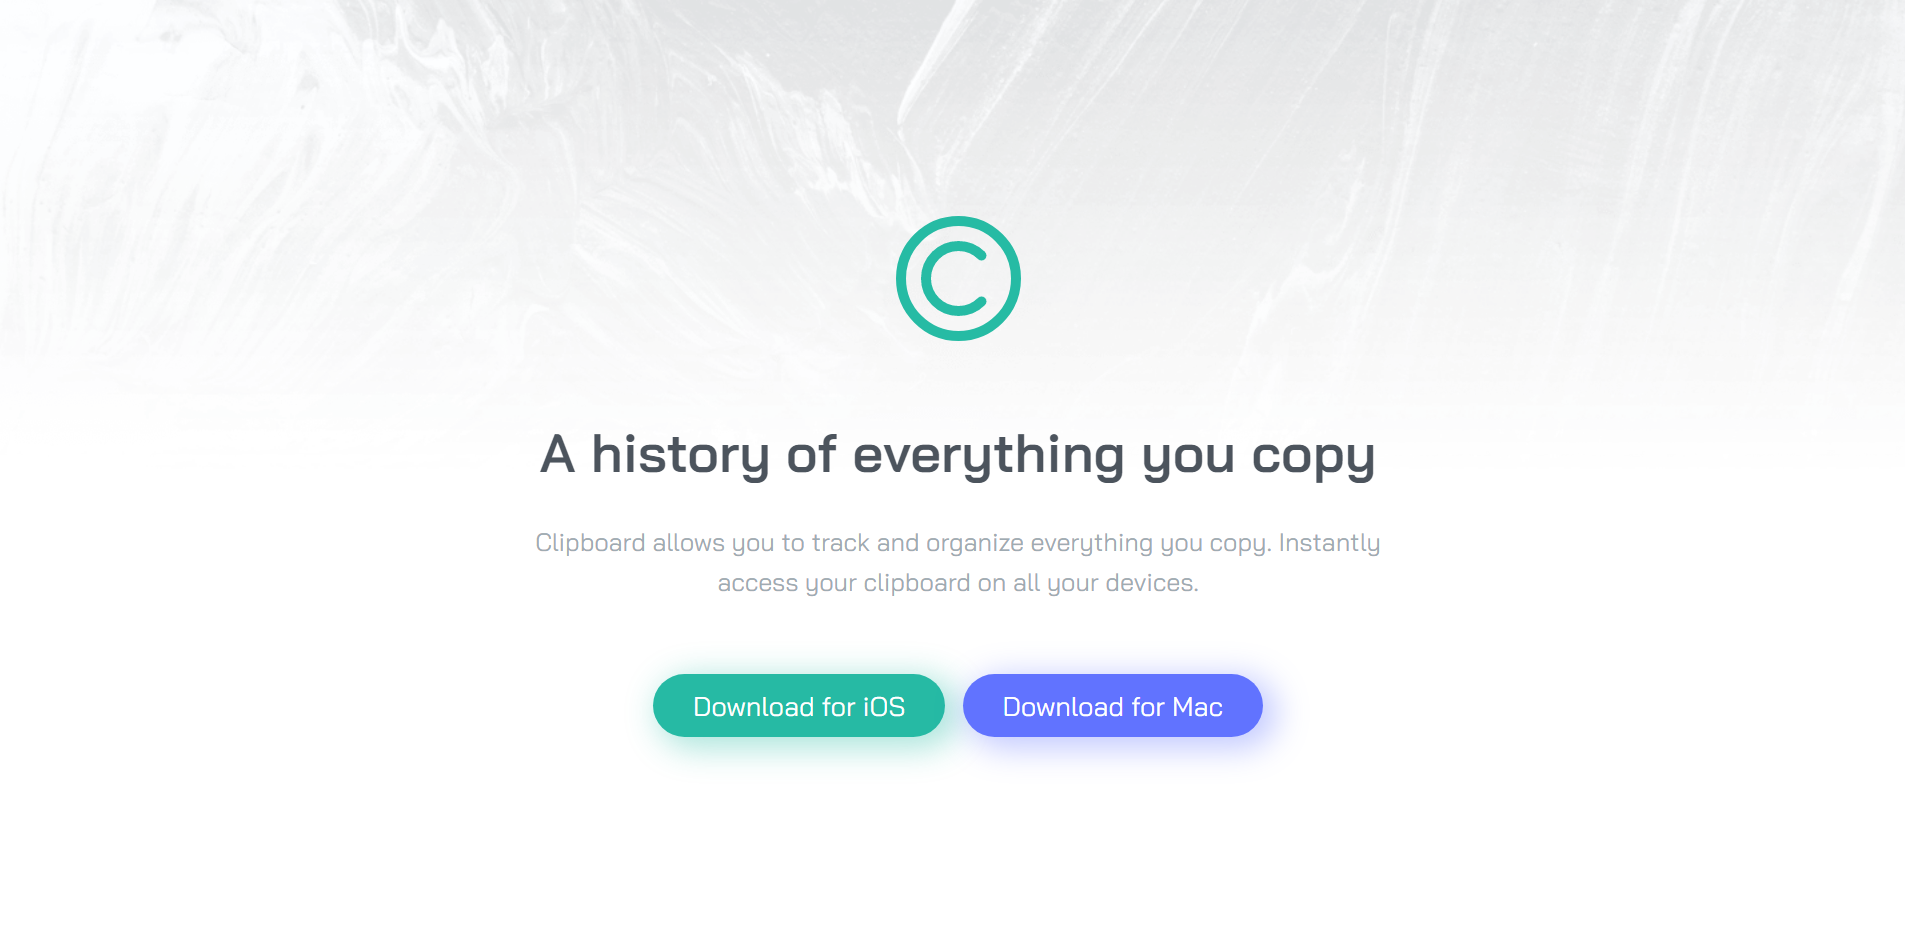 ©
A history of everything you copy
Clipboard allows you to track and organize everything you copy. Instantly
access your clipboard on all your devices.
Download for iOS
Download for Mac